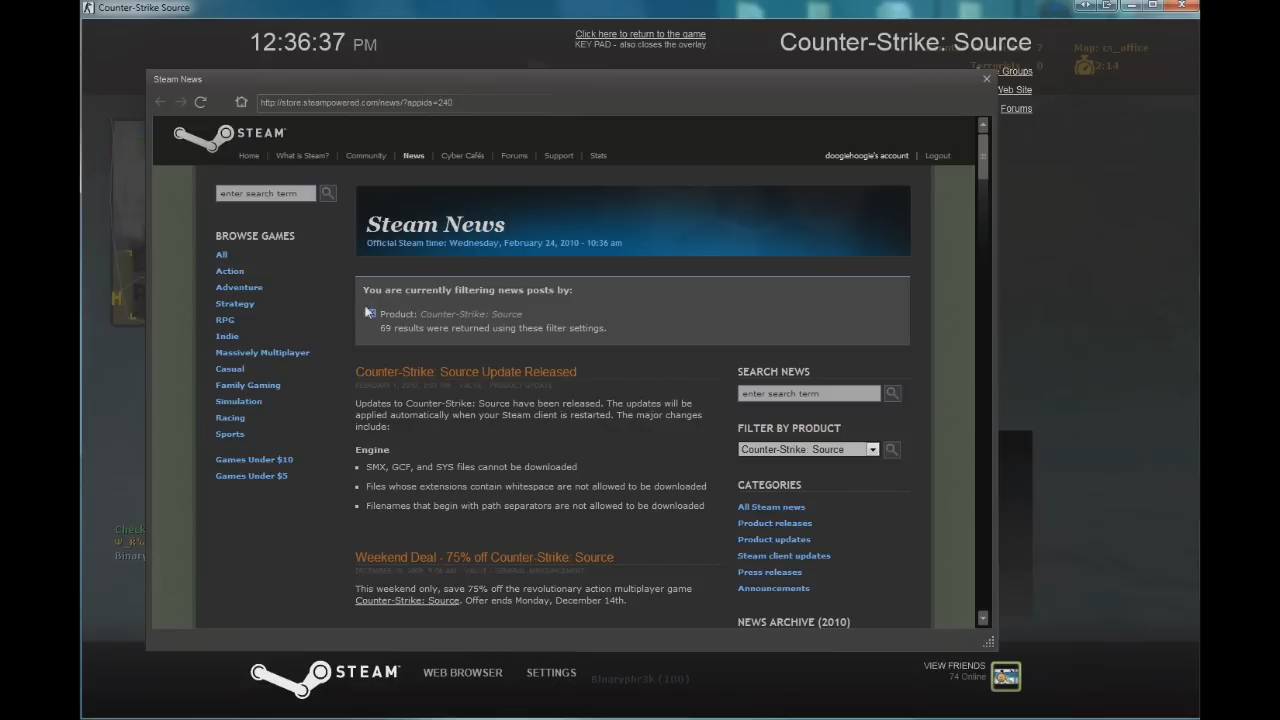 Counter-Strike Source
12:36:37 PM
Click here to return to the game
KEY PAD - also closes the overlay
Counter-Strike: Source
7
Map: cs_office
Terrorists 0
2:14
Groups
Web Site
Forums
Steam News
http://store.steampowered.com/news/?appids=240
STEAM
Home | What is Steam? | Community | News | Cyber Cafés | Forums | Support | Stats
doogiehoogie's account | Logout
enter search term
Steam News
Official Steam time: Wednesday, February 24, 2010 - 10:36 am
BROWSE GAMES
All
Action
Adventure
Strategy
RPG
Indie
Massively Multiplayer
Casual
Family Gaming
Simulation
Racing
Sports
Games Under $10
Games Under $5
You are currently filtering news posts by:
Product: Counter-Strike: Source
69 results were returned using these filter settings.
Counter-Strike: Source Update Released
Updates to Counter-Strike: Source have been released. The updates will be
applied automatically when your Steam client is restarted. The major changes
include:
Engine
SMX, GCF, and SYS files cannot be downloaded
Files whose extensions contain whitespace are not allowed to be downloaded
Filenames that begin with path separators are not allowed to be downloaded
Weekend Deal - 75% off Counter-Strike: Source
This weekend only, save 75% off the revolutionary action multiplayer game
Counter-Strike: Source. Offer ends Monday, December 14th.
SEARCH NEWS
enter search term
FILTER BY PRODUCT
Counter-Strike: Source
CATEGORIES
All Steam news
Product releases
Product updates
Steam client updates
Press releases
Announcements
NEWS ARCHIVE (2010)
Check
Binary
STEAM
WEB BROWSER
SETTINGS
Binaryphr3k (100)
VIEW FRIENDS
74 Online